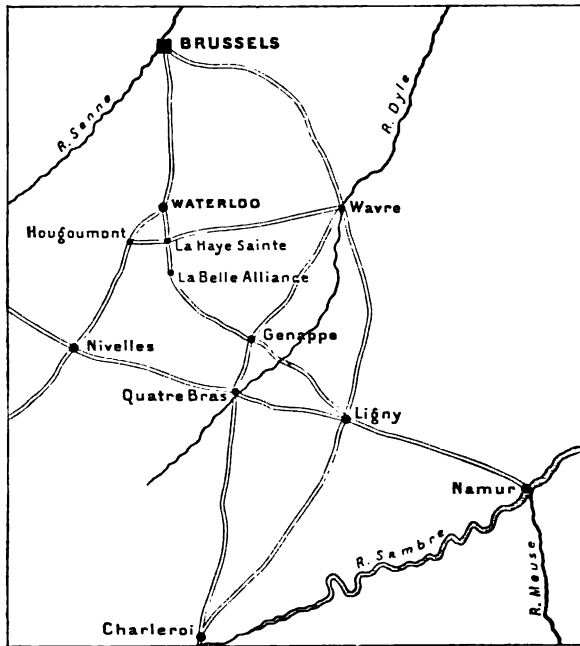 BRUSSELS
R. Senne
R. Dyle
WATERLOO
Wavre
Hougoumont
La Haye Sainte
La Belle Alliance
Genappe
Nivelles
Quatre Bras
Ligny
Namur
R. Sambre
R. Meuse
Charleroi